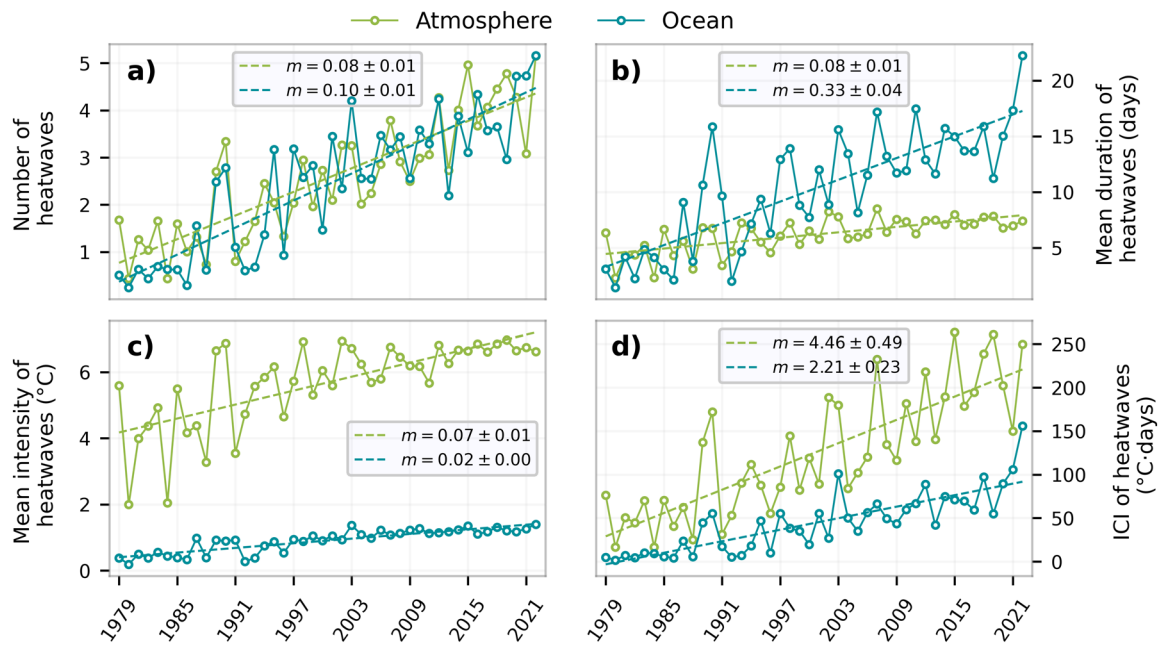 Atmosphere Ocean
a)
m = 0.08 ± 0.01
m = 0.10 ± 0.01
5
4
3
2
1
Number of
heatwaves
b)
m = 0.08 ± 0.01
m = 0.33 ± 0.04
20
15
10
5
Mean duration of
heatwaves (days)
c)
m = 0.07 ± 0.01
m = 0.02 ± 0.00
6
4
2
0
Mean intensity of
heatwaves (°C)
1979 1985 1991 1997 2003 2009 2015 2021
d)
m = 4.46 ± 0.49
m = 2.21 ± 0.23
250
200
150
100
50
0
ICI of heatwaves
(°C·days)
1979 1985 1991 1997 2003 2009 2015 2021